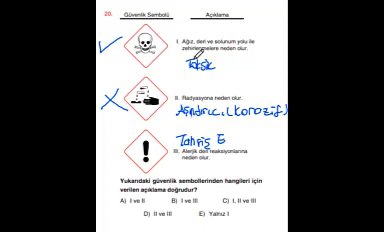 20. Güvenlik Sembolü Açıklama
I. Ağız, deri ve solunum yolu ile
zehirlenmelere neden olur.
Toksik
II. Radyasyona neden olur.
Aşındırıcı (korozif)
Tahriş E
III. Alerjik deri reaksiyonlarına
neden olur.
Yukarıdaki güvenlik sembollerinden hangileri için
verilen açıklama doğrudur?
A) I ve II B) I ve III C) I, II ve III
D) II ve III E) Yalnız I